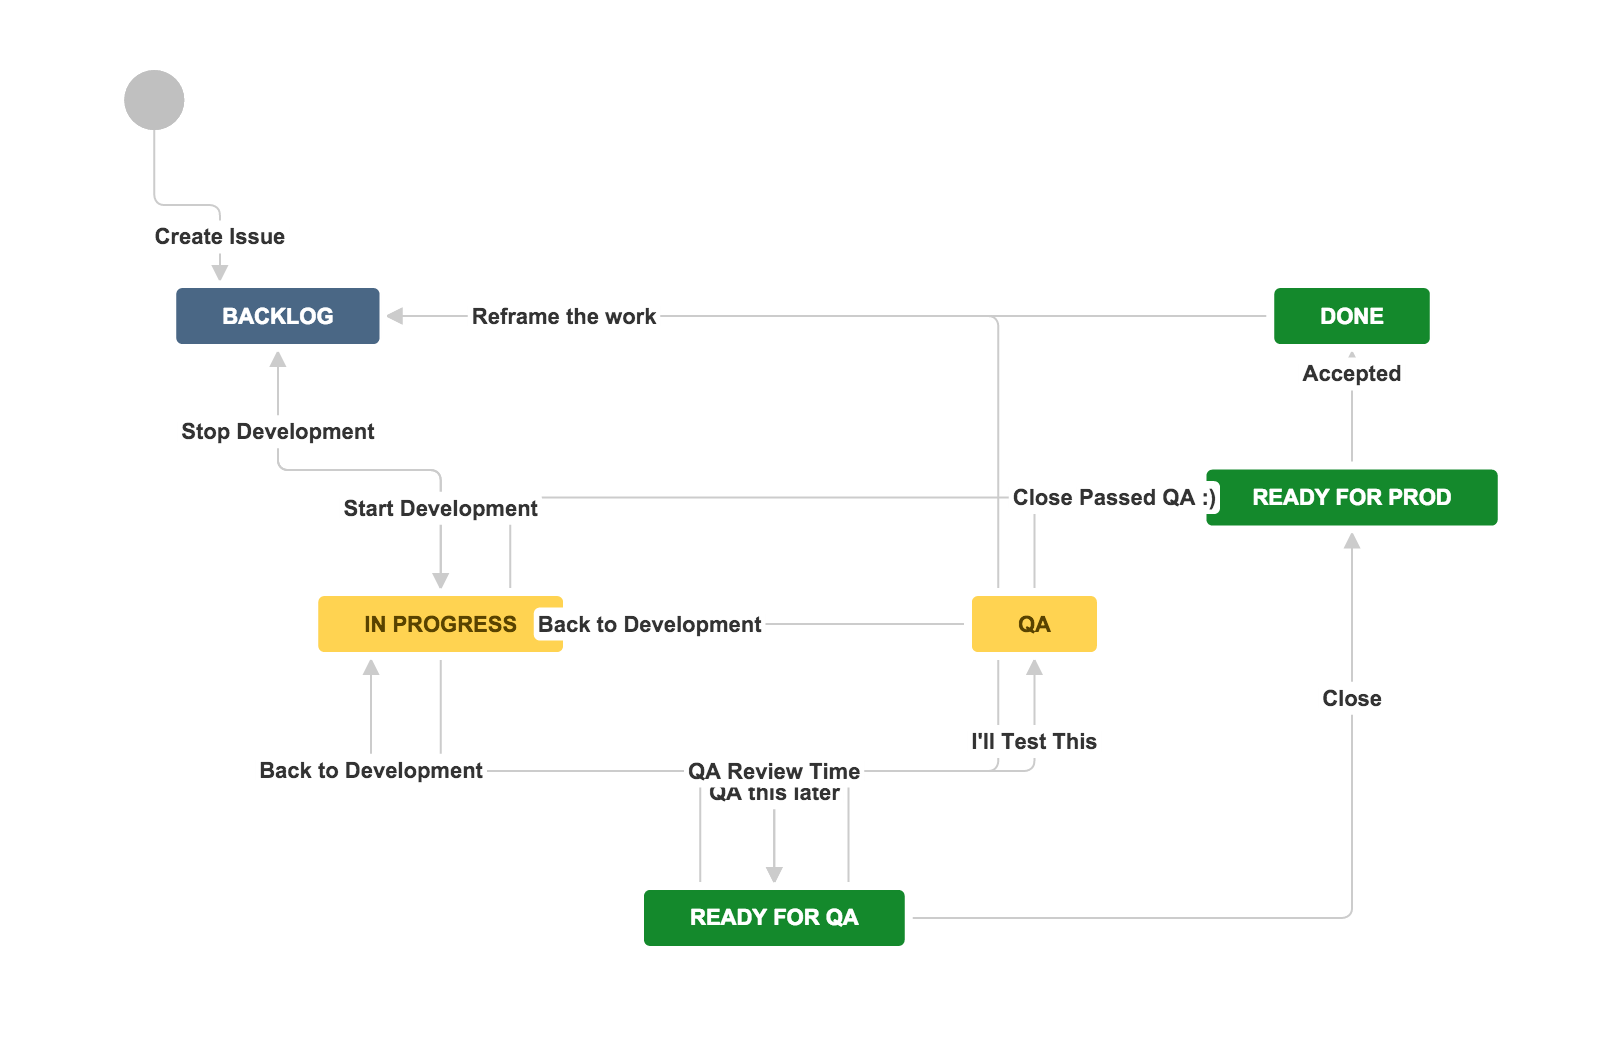 Create Issue
BACKLOG
Reframe the work
DONE
Accepted
Stop Development
Start Development
Close Passed QA :)
READY FOR PROD
IN PROGRESS
Back to Development
QA
Close
I'll Test This
Back to Development
QA Review Time
QA this later
READY FOR QA